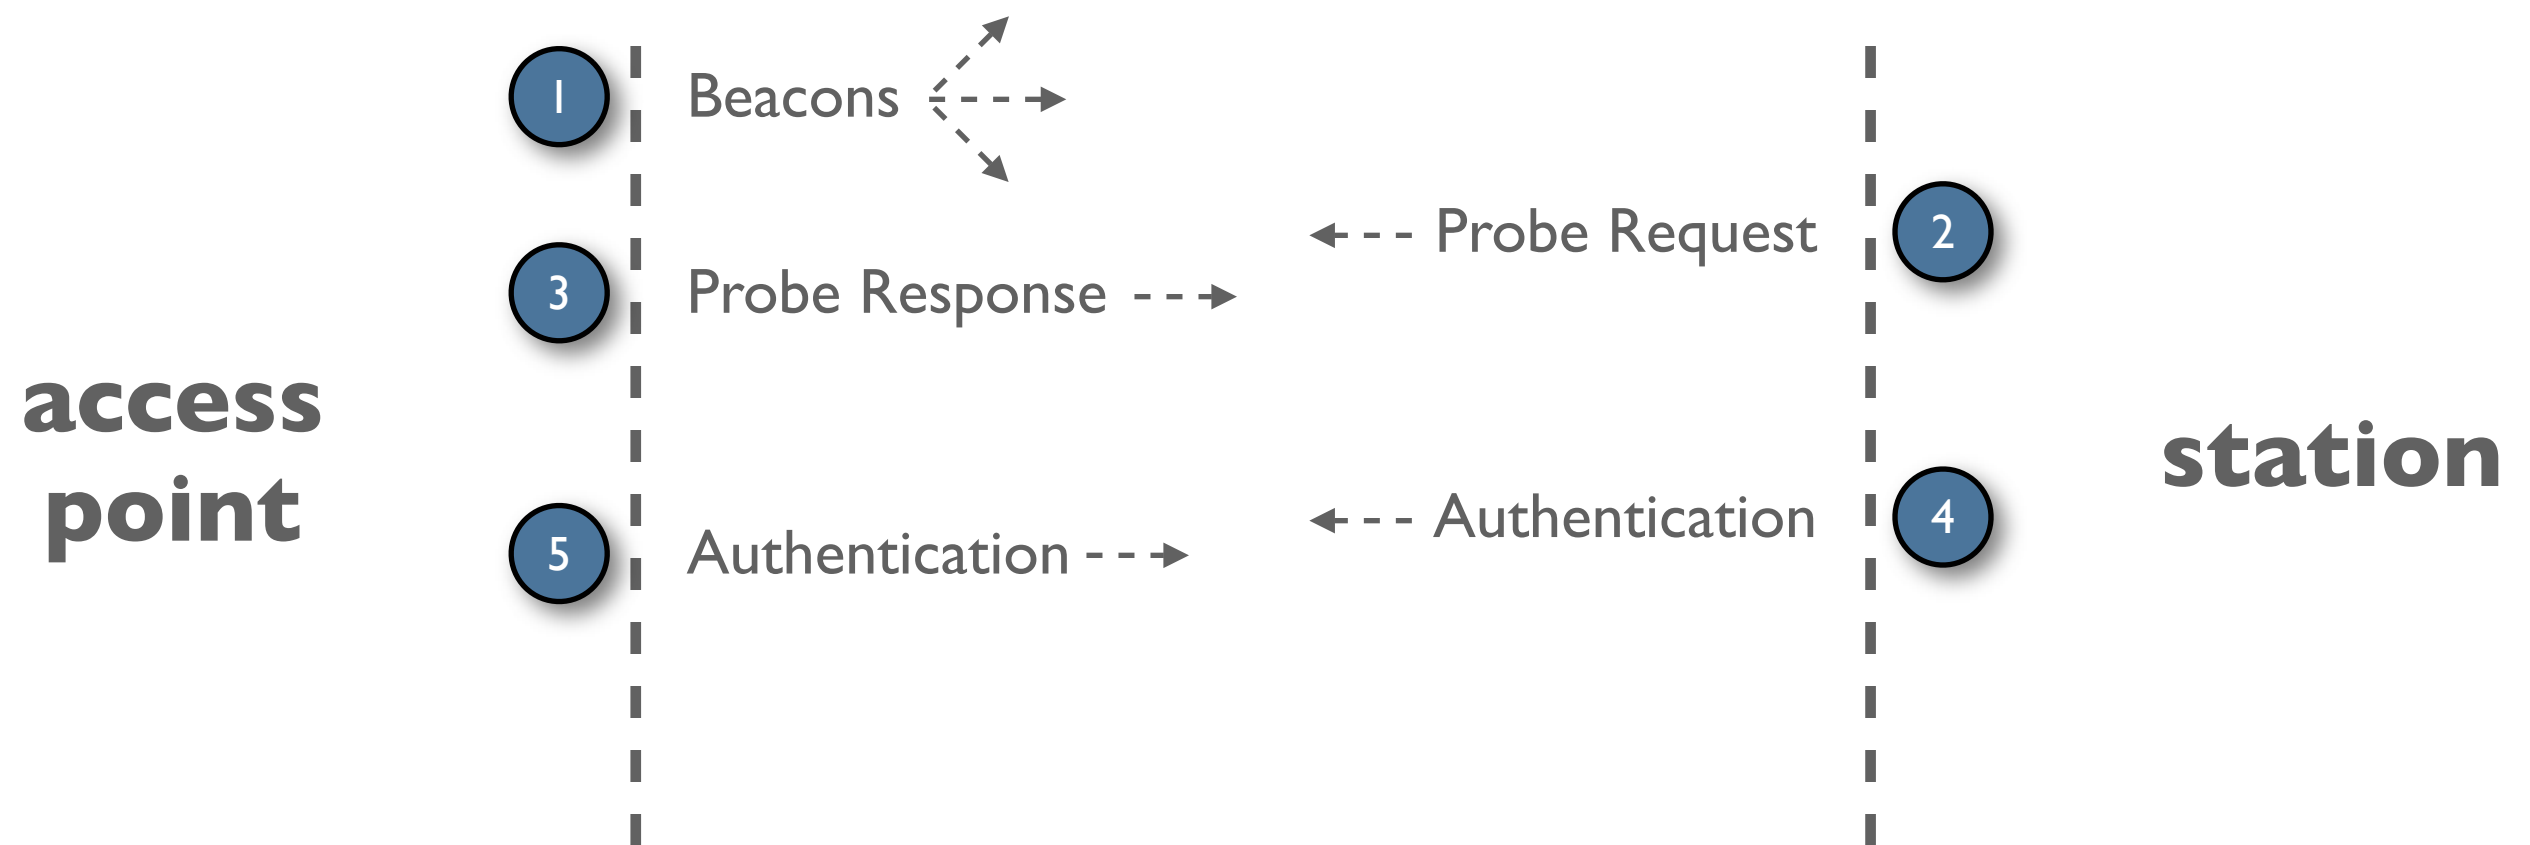 1
Beacons
2
Probe Request
3
Probe Response
access
point
station
4
Authentication
5
Authentication